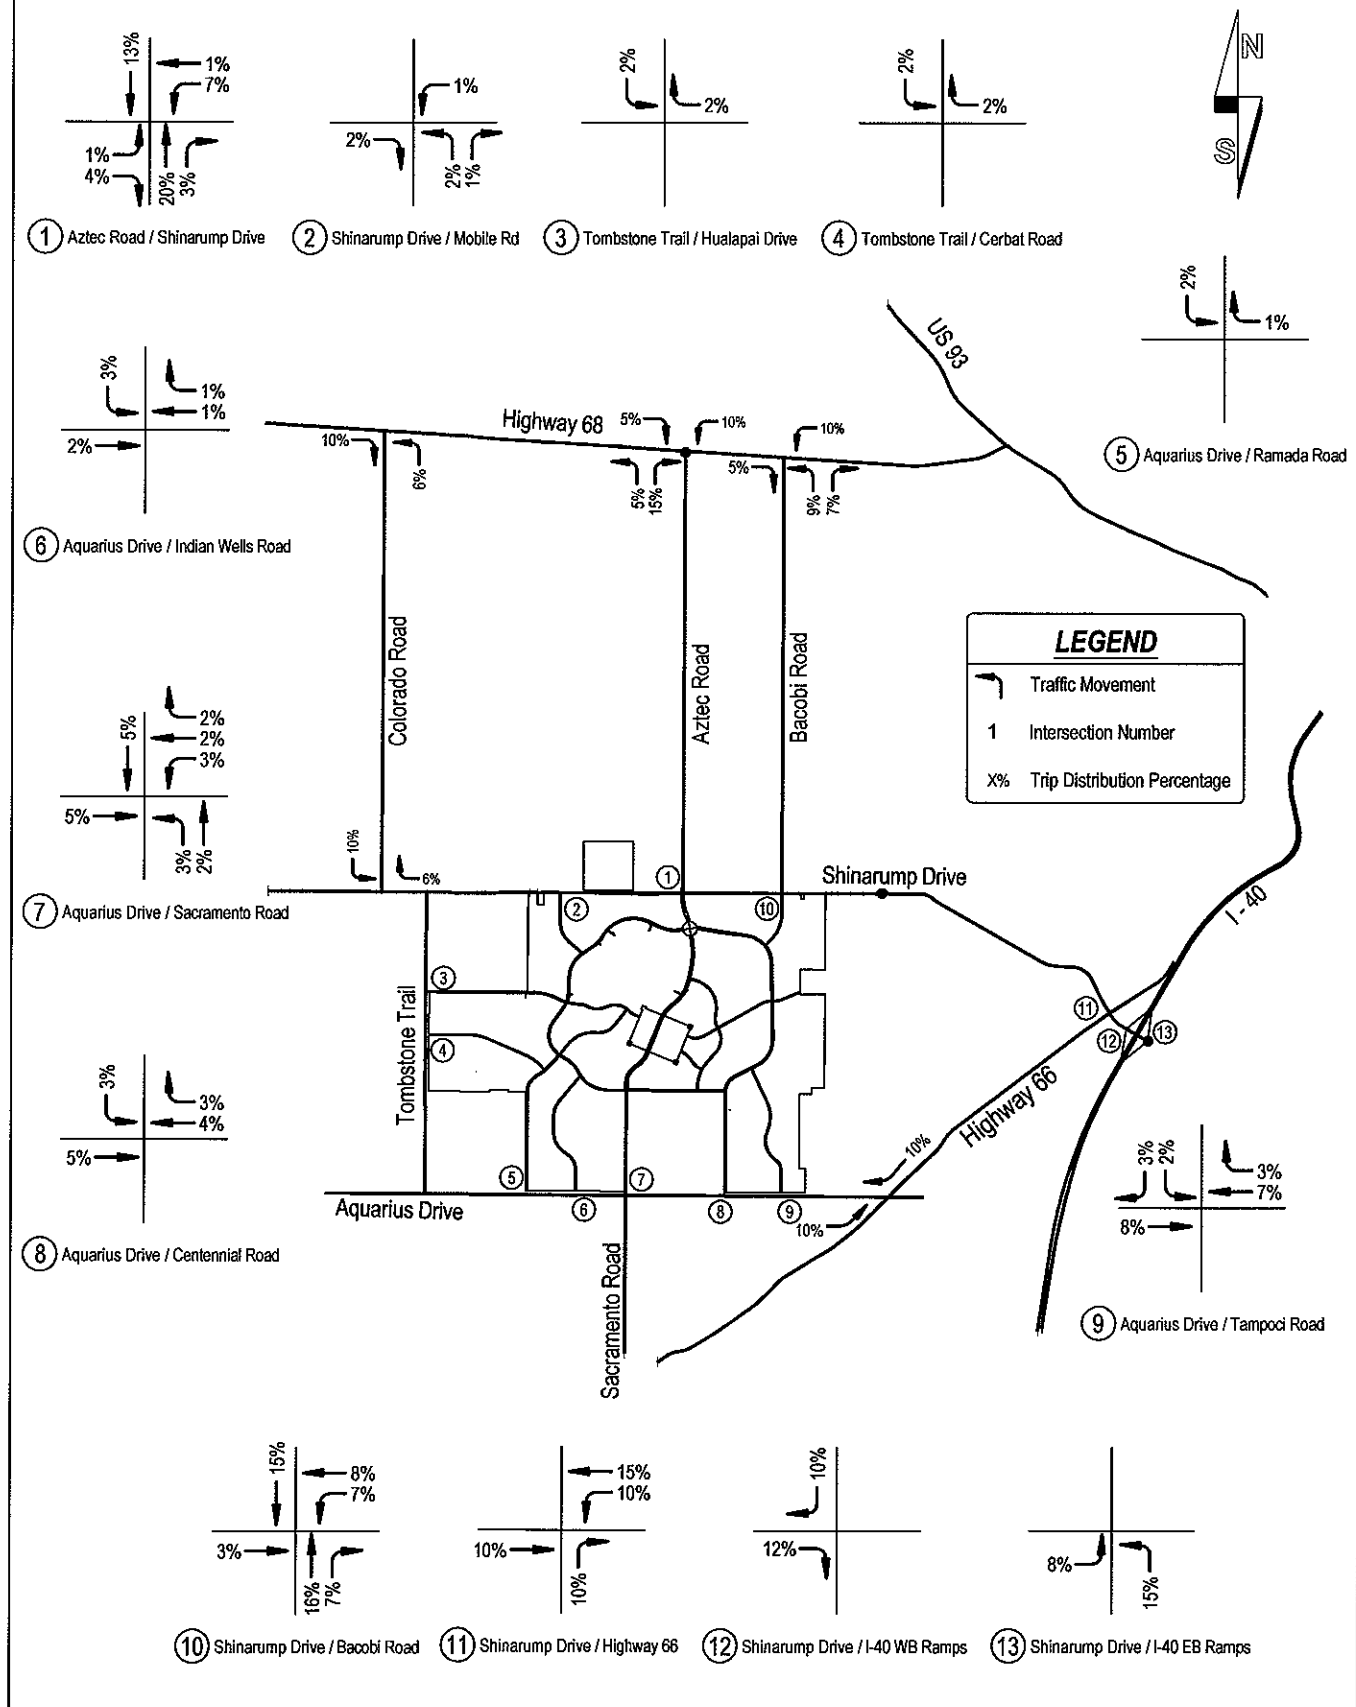 13%
1%
7%
1%
4%
20%
3%
1 Aztec Road / Shinarump Drive
1%
2%
2%
1%
2 Shinarump Drive / Mobile Rd
2%
2%
3 Tombstone Trail / Hualapai Drive
2%
2%
4 Tombstone Trail / Cerbat Road
N
S
2%
1%
5 Aquarius Drive / Ramada Road
3%
1%
1%
2%
6 Aquarius Drive / Indian Wells Road
US 93
Highway 68
5%
10%
10%
10%
6%
5%
15%
5%
9%
7%
Colorado Road
Aztec Road
Bacobi Road
LEGEND
Traffic Movement
1 Intersection Number
X% Trip Distribution Percentage
5%
2%
2%
3%
5%
3%
2%
7 Aquarius Drive / Sacramento Road
10%
6%
1
Shinarump Drive
2
10
I - 40
3
Tombstone Trail
4
11
12
13
Highway 66
10%
5
7
Aquarius Drive
6
8
9
10%
Sacramento Road
3%
3%
4%
5%
8 Aquarius Drive / Centennial Road
3%
2%
3%
7%
8%
9 Aquarius Drive / Tampoci Road
15%
8%
7%
3%
16%
7%
10 Shinarump Drive / Bacobi Road
15%
10%
10%
10%
11 Shinarump Drive / Highway 66
10%
12%
12 Shinarump Drive / I-40 WB Ramps
8%
15%
13 Shinarump Drive / I-40 EB Ramps